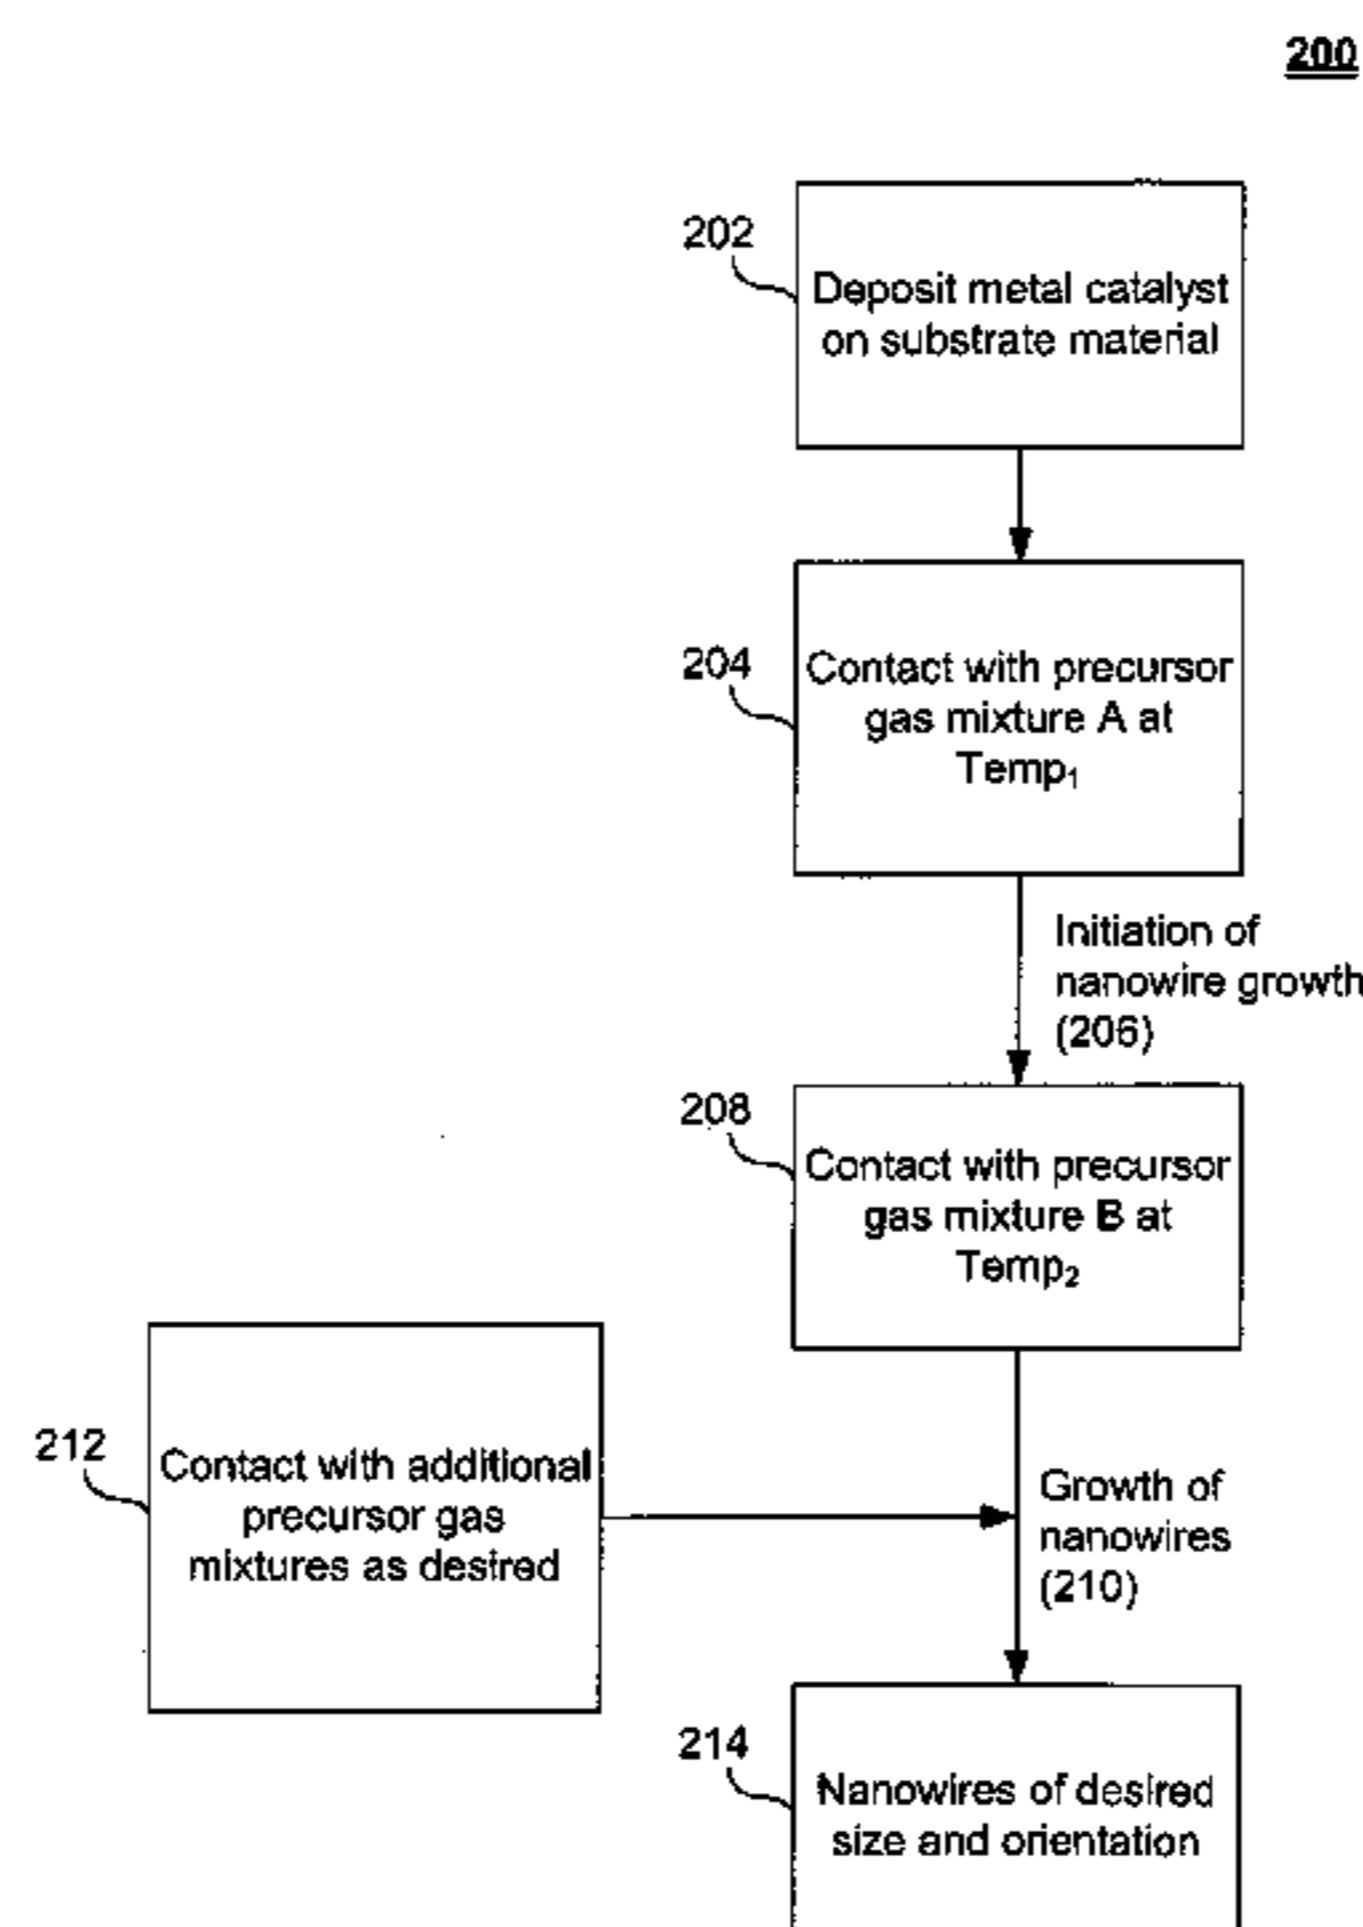 200
202
Deposit metal catalyst
on substrate material
204
Contact with precursor
gas mixture A at
Temp₁
Initiation of
nanowire growth
(206)
208
Contact with precursor
gas mixture B at
Temp₂
212
Contact with additional
precursor gas
mixtures as desired
Growth of
nanowires
(210)
214
Nanowires of desired
size and orientation